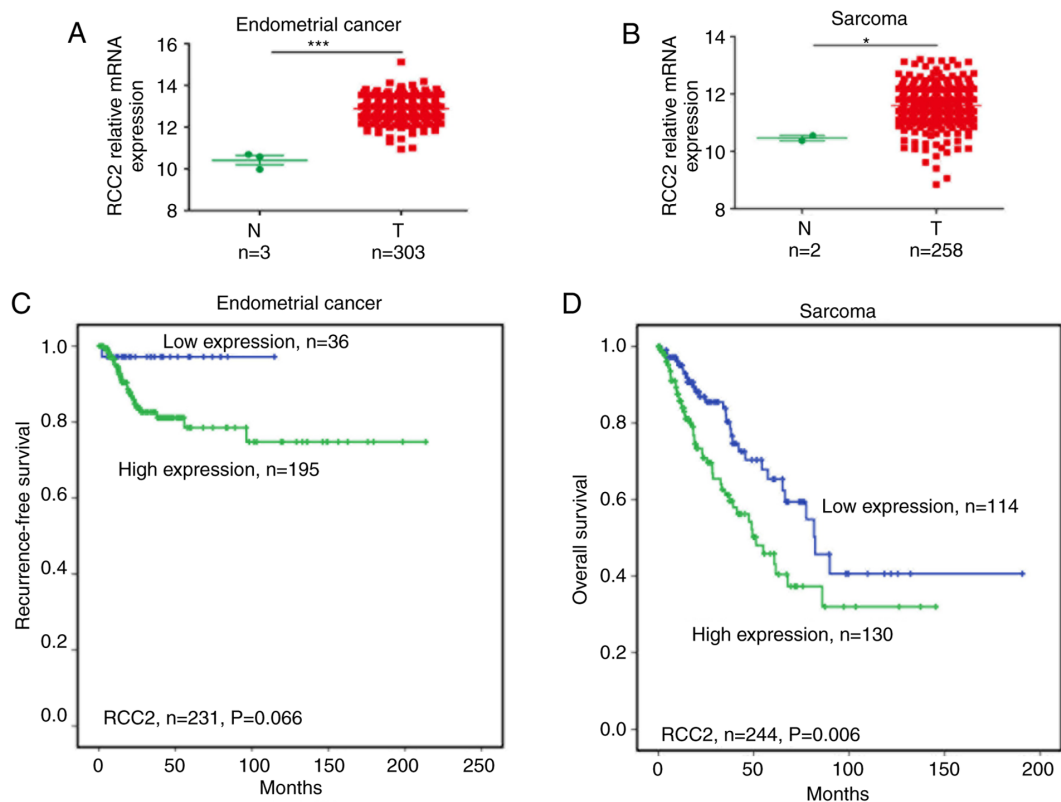 A
Endometrial cancer
***
RCC2 relative mRNA
expression
16
14
12
10
8
N
T
n=3
n=303
B
Sarcoma
*
RCC2 relative mRNA
expression
14
12
10
8
N
T
n=2
n=258
C
Endometrial cancer
Low expression, n=36
High expression, n=195
Recurrence-free survival
1.0
0.8
0.6
0.4
0.2
0.0
RCC2, n=231, P=0.066
0
50
100
150
200
250
Months
D
Sarcoma
Low expression, n=114
High expression, n=130
Overall survival
1.0
0.8
0.6
0.4
0.2
0.0
RCC2, n=244, P=0.006
0
50
100
150
200
Months